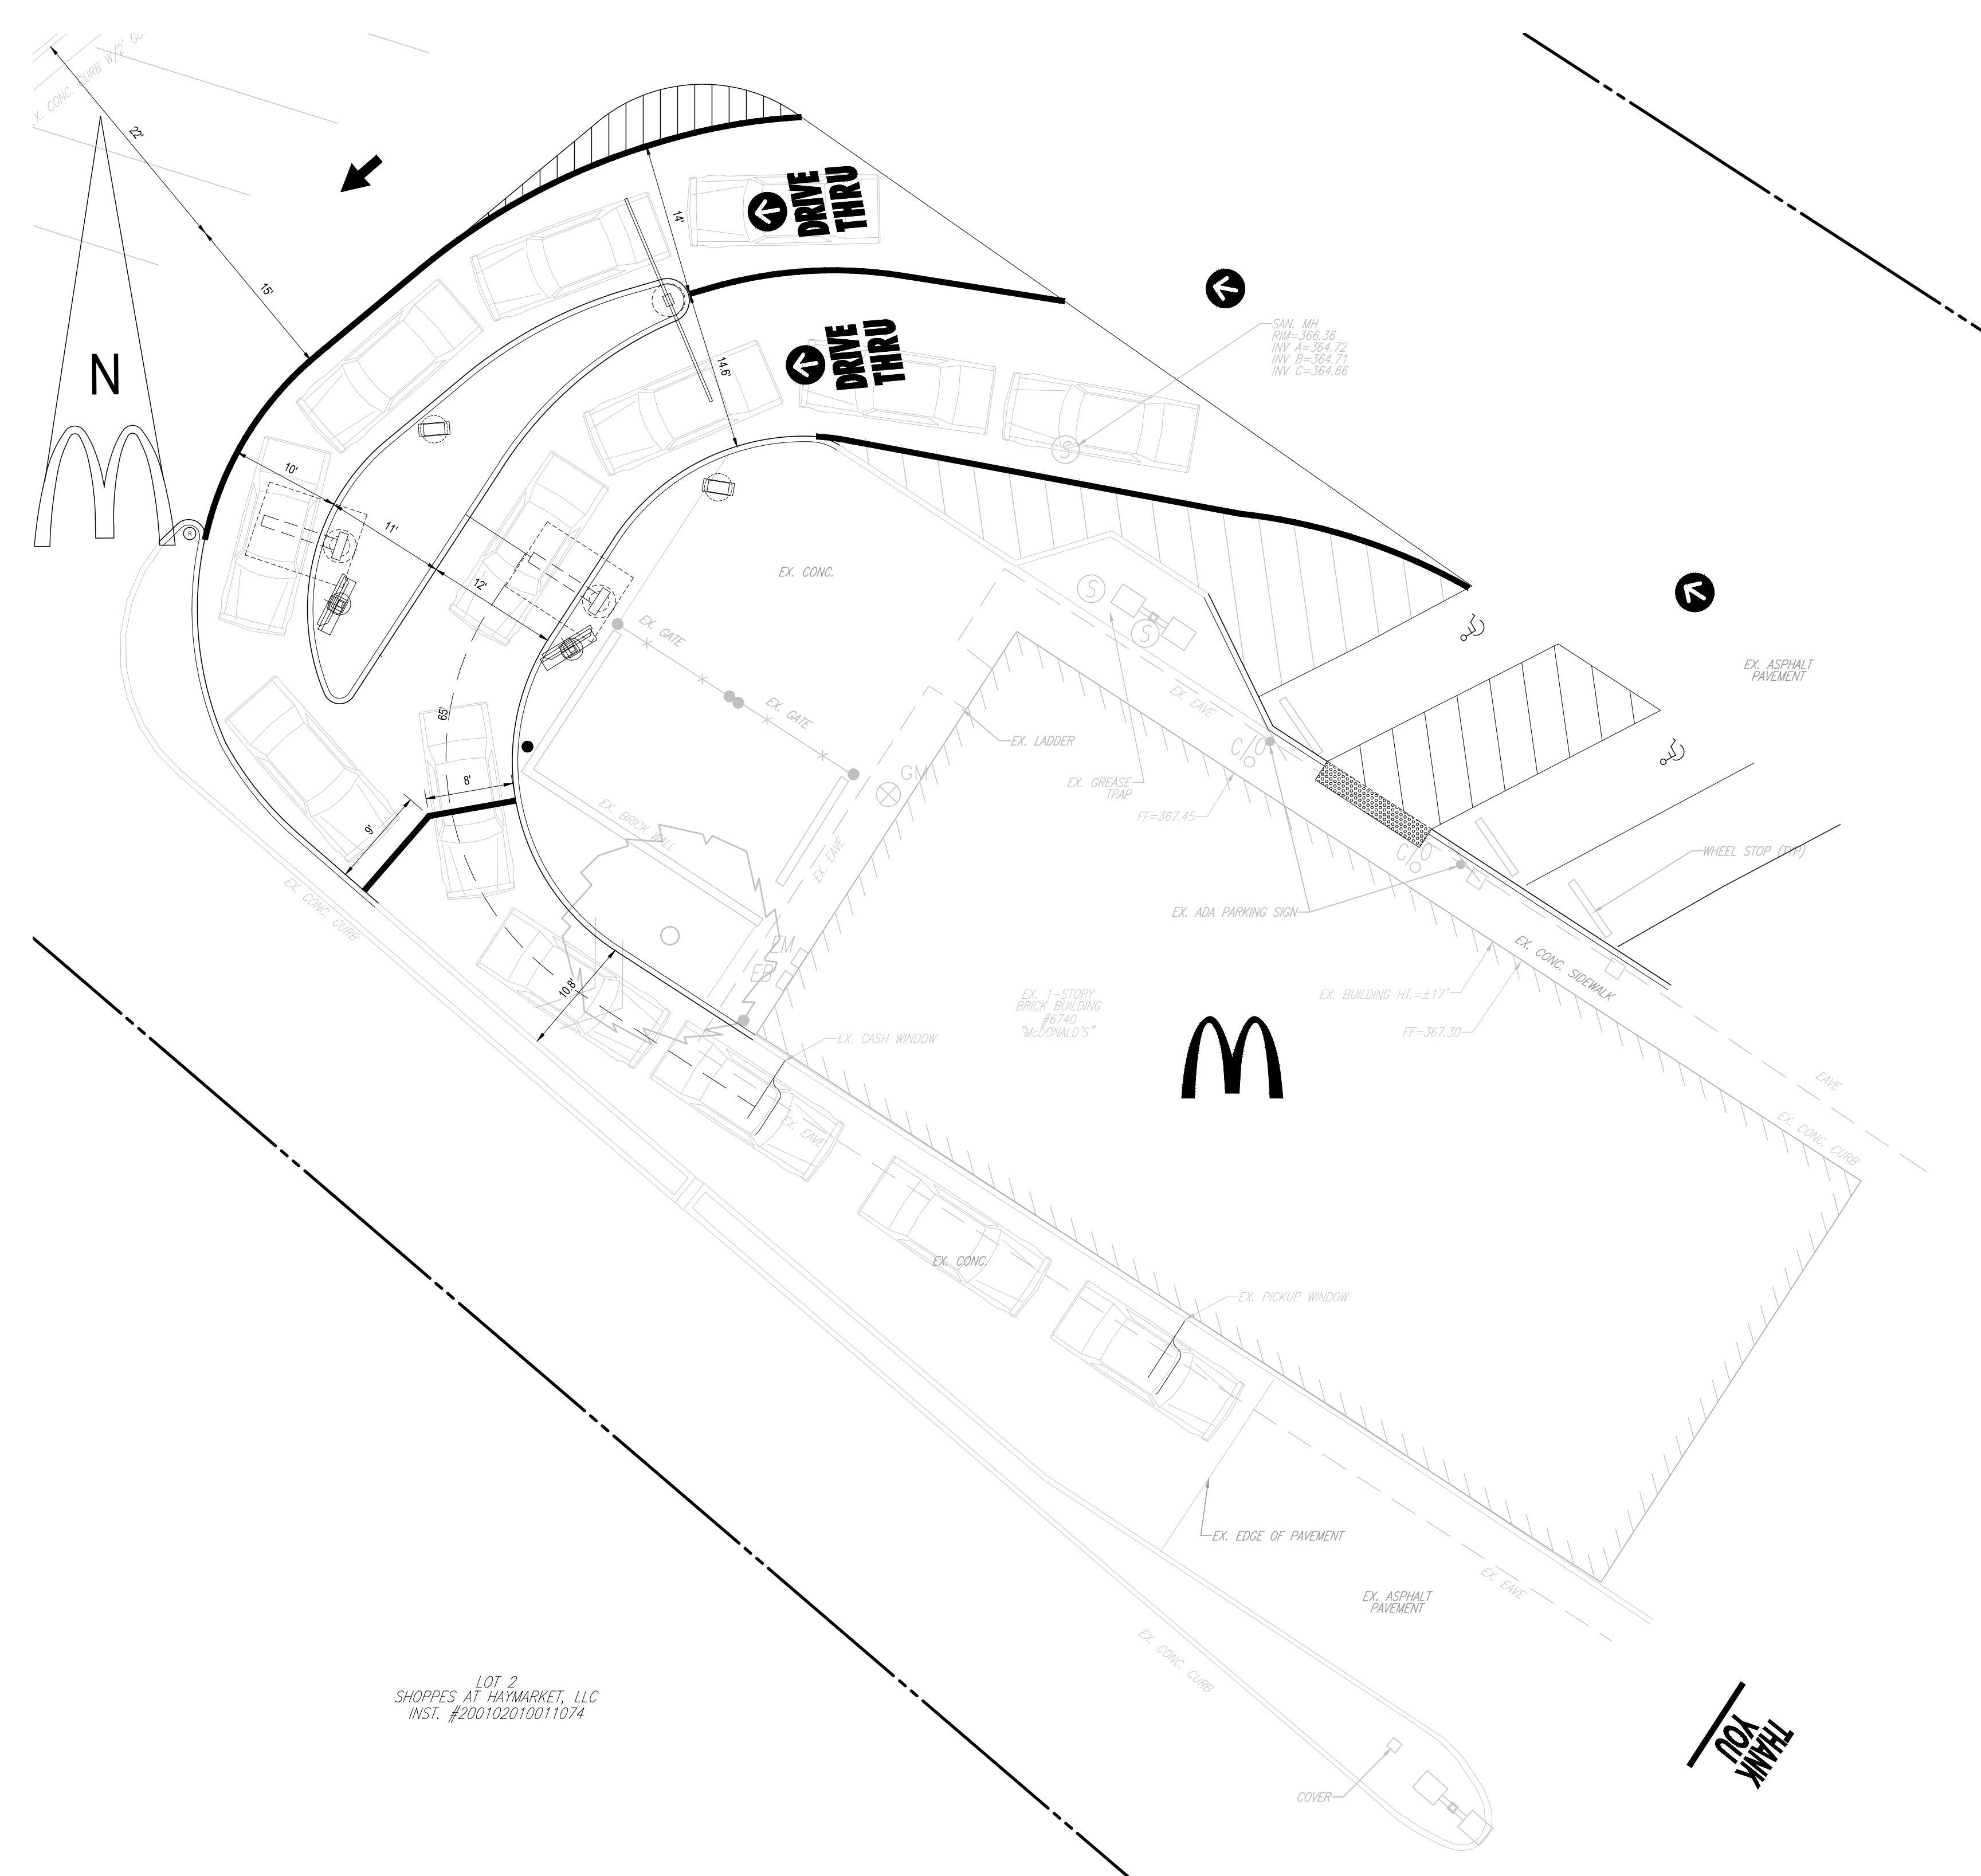 EX. CONC. CURB W/2' GU
22'
15'
N
DRIVE
THRU
14'
DRIVE
THRU
14.6'
SAN. MH
RIM=366.36
INV A=364.72
INV B=364.71
INV C=364.66
S
10'
11'
12'
R
EX. CONC.
S
S
EX. GATE
EX. GATE
EX. EAVE
EX. LADDER
EX. GREASE
TRAP
C/O
FF=367.45
GM
EX. ASPHALT
PAVEMENT
65'
8'
9'
EX. BRICK WALL
EX. EAVE
C/O
WHEEL STOP (TYP)
EX. CONC. CURB
EX. ADA PARKING SIGN
EX. CONC. SIDEWALK
EM
EB
10.8'
EX. 1-STORY
BRICK BUILDING
#6740
"McDONALD'S"
EX. BUILDING HT.=±17'
FF=367.30
EX. CASH WINDOW
EX. EAVE
EAVE
EX. CONC. CURB
EX. CONC.
EX. PICKUP WINDOW
EX. EDGE OF PAVEMENT
EX. EAVE
EX. ASPHALT
PAVEMENT
EX. CONC. CURB
LOT 2
SHOPPES AT HAYMARKET, LLC
INST. #200102010011074
THANK
YOU
COVER